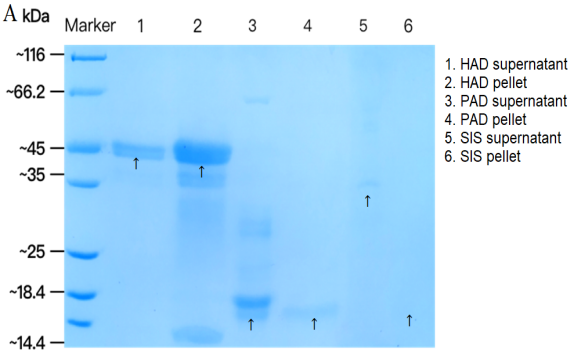 A kDa
Marker 1 2 3 4 5 6
~116
~66.2
~45
~35
~25
~18.4
~14.4
1. HAD supernatant
2. HAD pellet
3. PAD supernatant
4. PAD pellet
5. SIS supernatant
6. SIS pellet